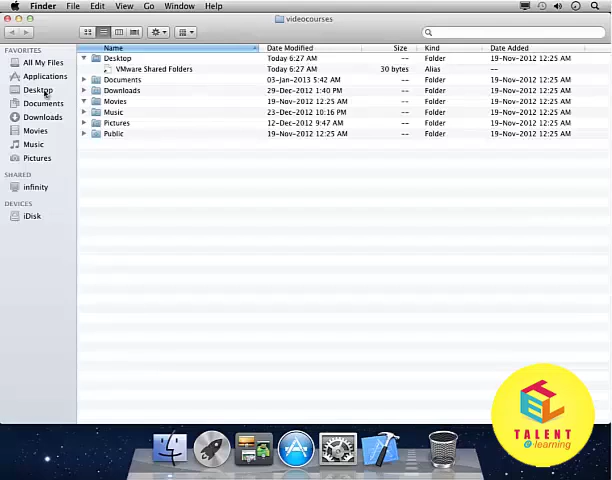 Finder File Edit View Go Window Help
videocourses
FAVORITES
All My Files
Applications
Desktop
Documents
Downloads
Movies
Music
Pictures
SHARED
infinity
DEVICES
iDisk
Name Date Modified Size Kind Date Added
Desktop Today 6:27 AM -- Folder 19-Nov-2012 12:25 AM
VMware Shared Folders Today 6:27 AM 30 bytes Alias --
Documents 03-Jan-2013 5:42 AM -- Folder 19-Nov-2012 12:25 AM
Downloads 29-Dec-2012 1:40 PM -- Folder 19-Nov-2012 12:25 AM
Movies 19-Nov-2012 12:25 AM -- Folder 19-Nov-2012 12:25 AM
Music 23-Dec-2012 10:16 PM -- Folder 19-Nov-2012 12:25 AM
Pictures 12-Dec-2012 9:47 AM -- Folder 19-Nov-2012 12:25 AM
Public 19-Nov-2012 12:25 AM -- Folder 19-Nov-2012 12:25 AM
TEL
TALENT
e-learning